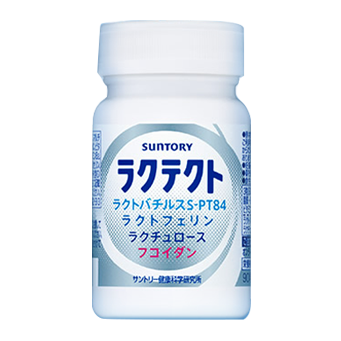 SUNTORY
ラクテクト
ラクトバチルスS-PT84
ラクトフェリン
ラクチュロース
フコイダン
サントリー健康科学研究所